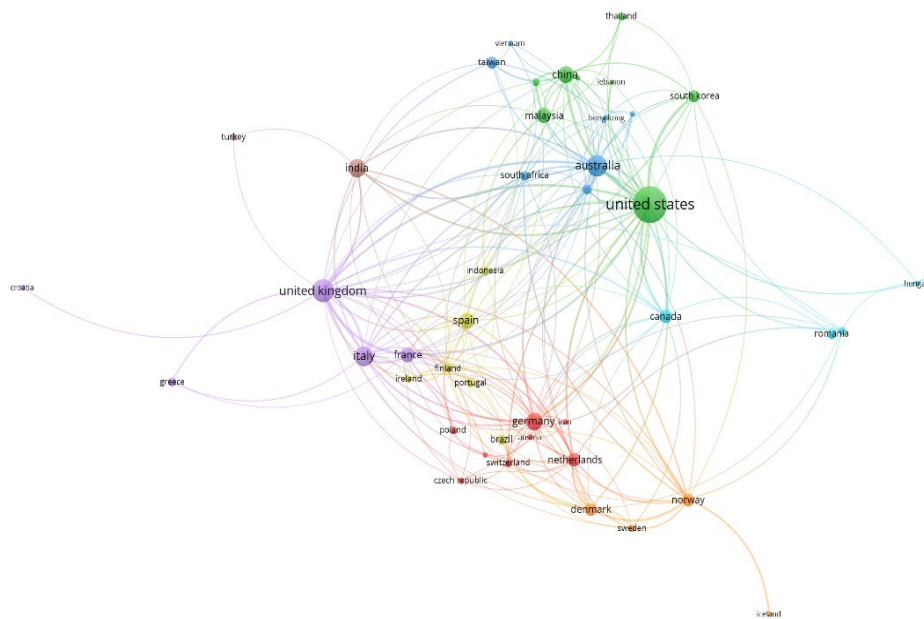 thailand
vietnam
taiwan
china
lebanon
south korea
malaysia
hong kong
turkey
india
australia
south africa
united states
indonesia
croatia
united kingdom
hunga
spain
canada
romania
italy
france
finland
greece
ireland
portugal
germany
iran
poland
brazil
austria
switzerland
netherlands
czech republic
norway
denmark
sweden
iceland